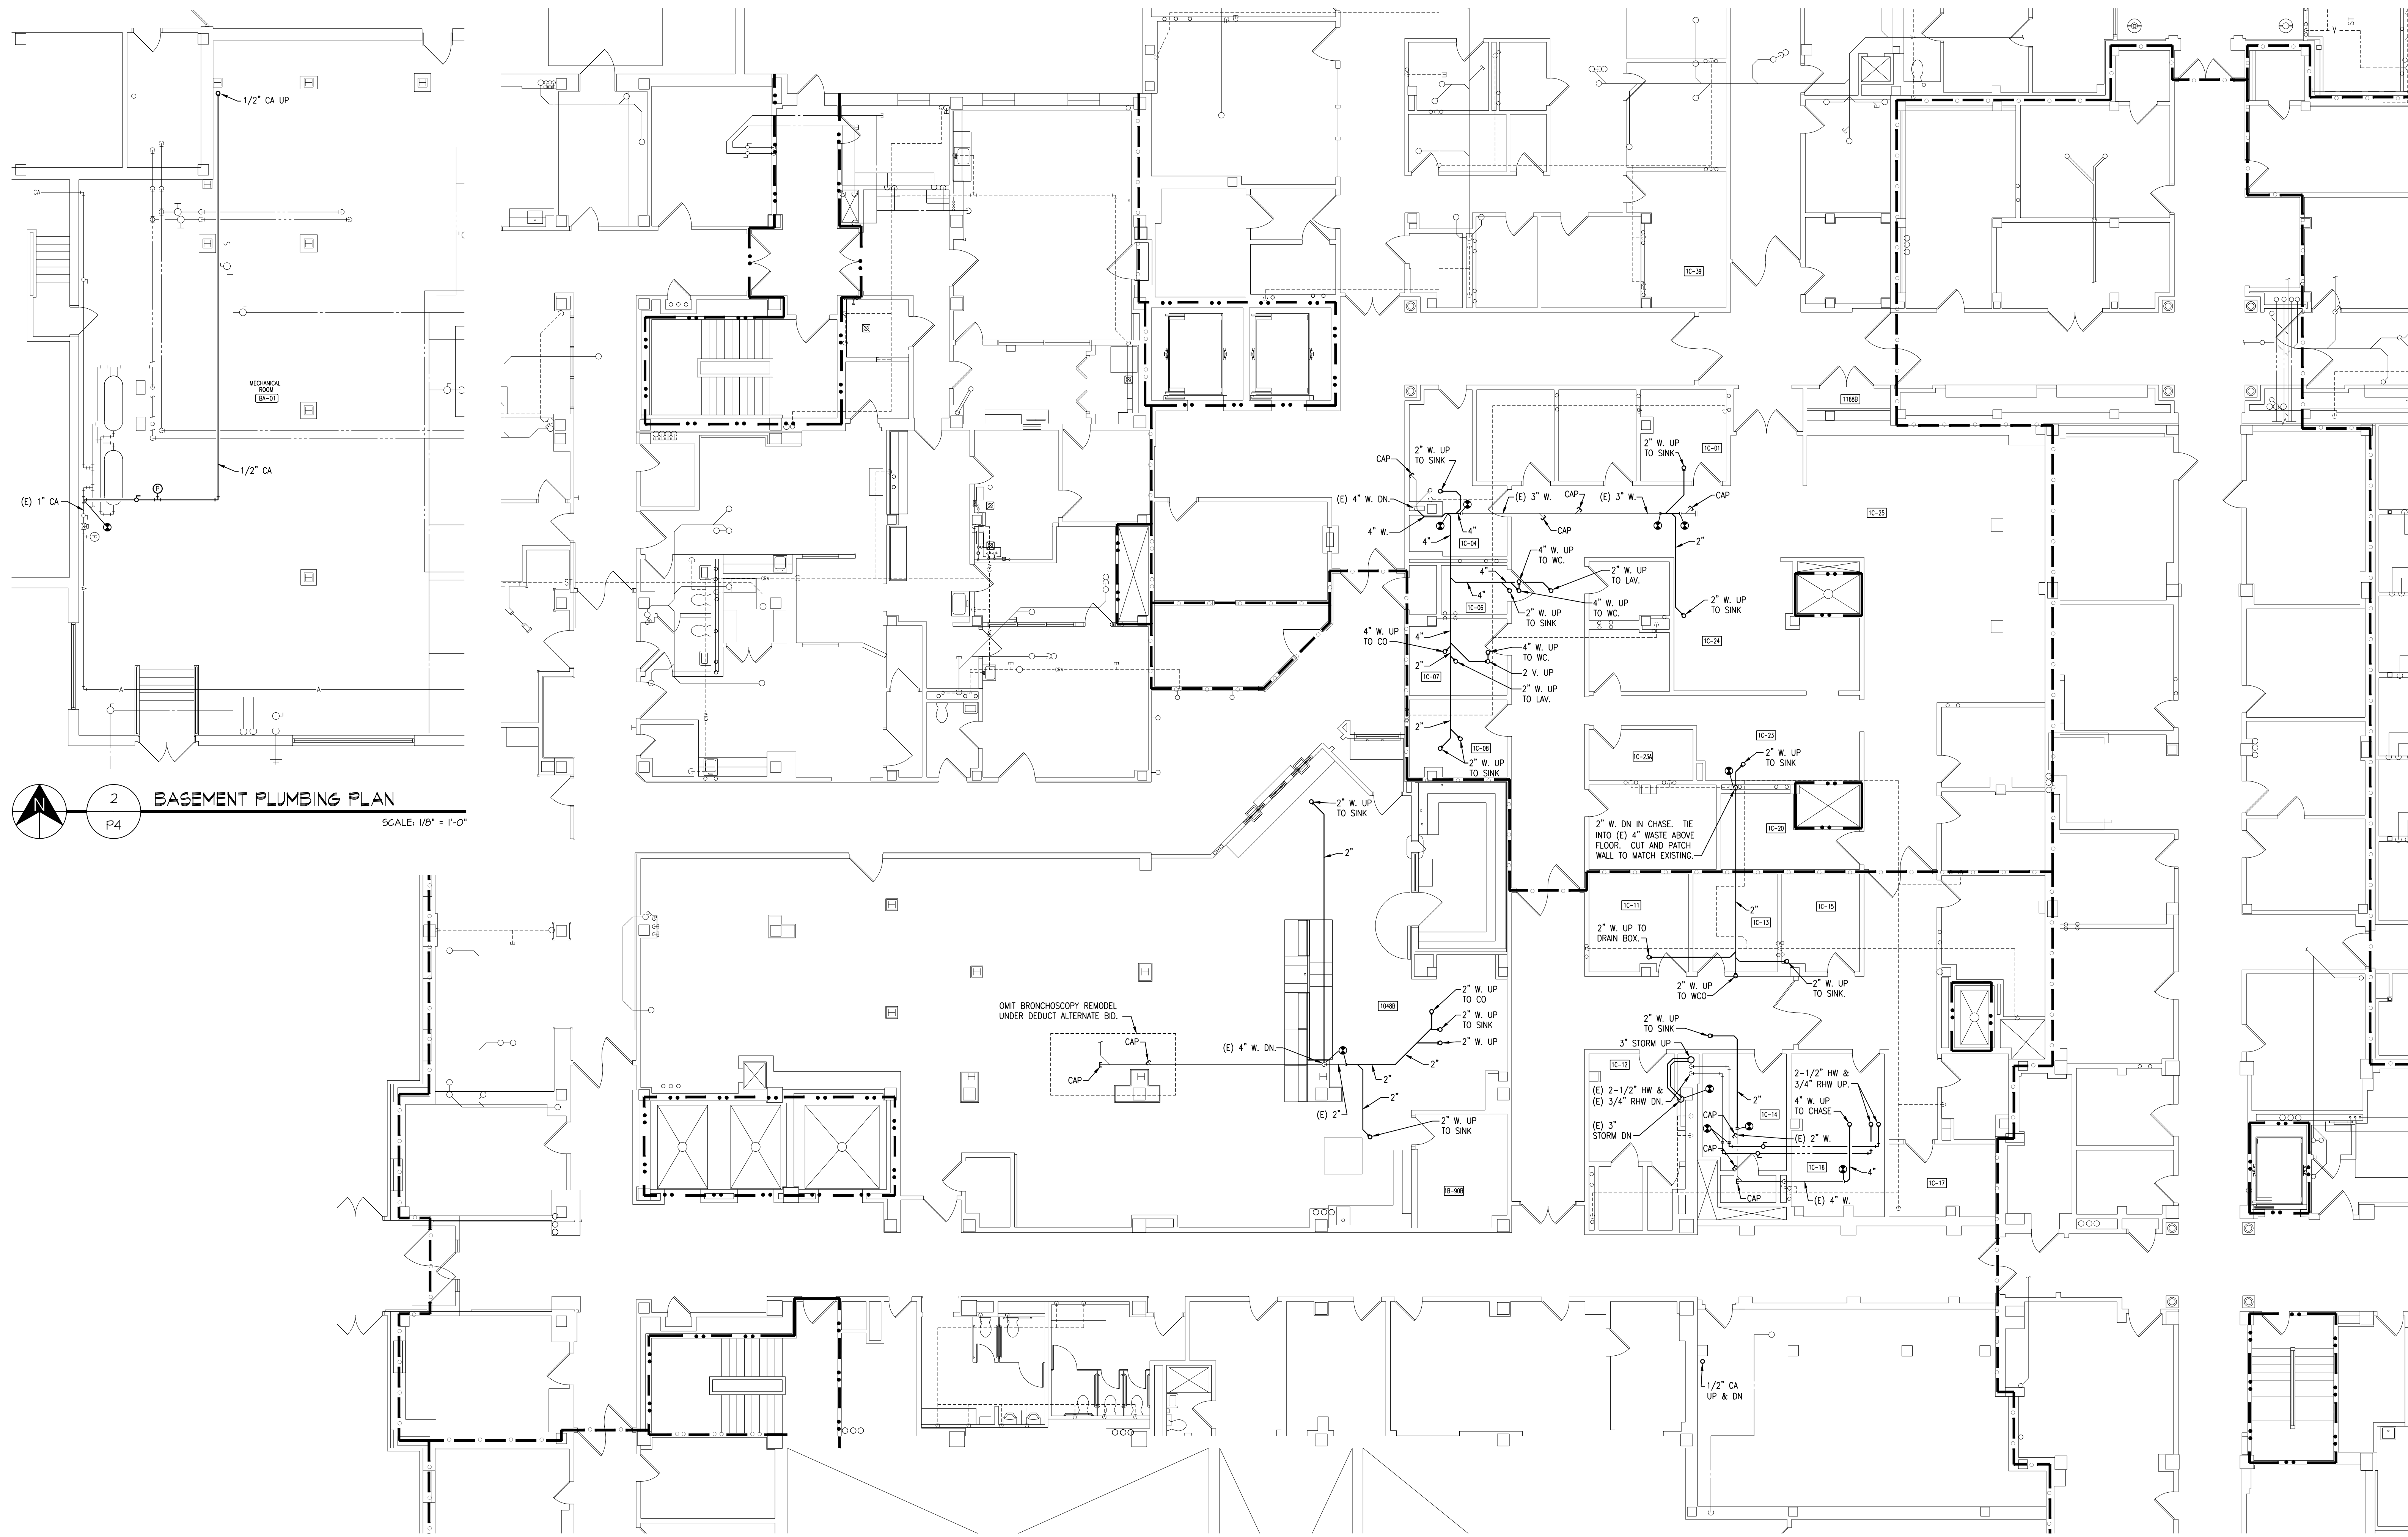 1/2" CA UP
CA
MECHANICAL
ROOM
BA-01
1/2" CA
(E) 1" CA
P
A
A
A
N
2
P4
BASEMENT PLUMBING PLAN
SCALE: 1/8" = 1'-0"
V
ST
1C-39
1168B
2" W. UP
TO SINK
CAP
(E) 4" W. DN.
4" W.
4"
4"
1C-04
(E) 3" W.
CAP
CAP
(E) 3" W.
2" W. UP
TO SINK
1C-01
CAP
1C-25
2"
4" W. UP
TO WC.
4"
4"
2" W. UP
TO LAV.
1C-06
2" W. UP
TO SINK
4" W. UP
TO WC.
2" W. UP
TO SINK
1C-24
4" W. UP
TO CO
4"
2"
1C-07
4" W. UP
TO WC.
2 V. UP
2" W. UP
TO LAV.
2"
1C-08
2" W. UP
TO SINK
ST
1C-23
1C-23A
2" W. UP
TO SINK
2" W. UP
TO SINK
2"
1C-20
2" W. DN IN CHASE. TIE
INTO (E) 4" WASTE ABOVE
FLOOR. CUT AND PATCH
WALL TO MATCH EXISTING.
1C-11
2"
1C-13
1C-15
2" W. UP TO
DRAIN BOX.
2" W. UP
TO WCO
2" W. UP
TO SINK.
OMIT BRONCHOSCOPY REMODEL
UNDER DEDUCT ALTERNATE BID.
CAP
CAP
(E) 4" W. DN.
1048B
2" W. UP
TO CO
2" W. UP
TO SINK
2" W. UP
2"
2"
2"
(E) 2"
2" W. UP
TO SINK
1B-90B
2" W. UP
TO SINK
3" STORM UP
1C-12
(E) 2-1/2" HW &
(E) 3/4" RHW DN.
(E) 3"
STORM DN
2"
2-1/2" HW &
3/4" RHW UP.
4" W. UP
TO CHASE
CAP
1C-14
(E) 2" W.
CAP
1C-16
4"
CAP
(E) 4" W.
1C-17
1/2" CA
UP & DN